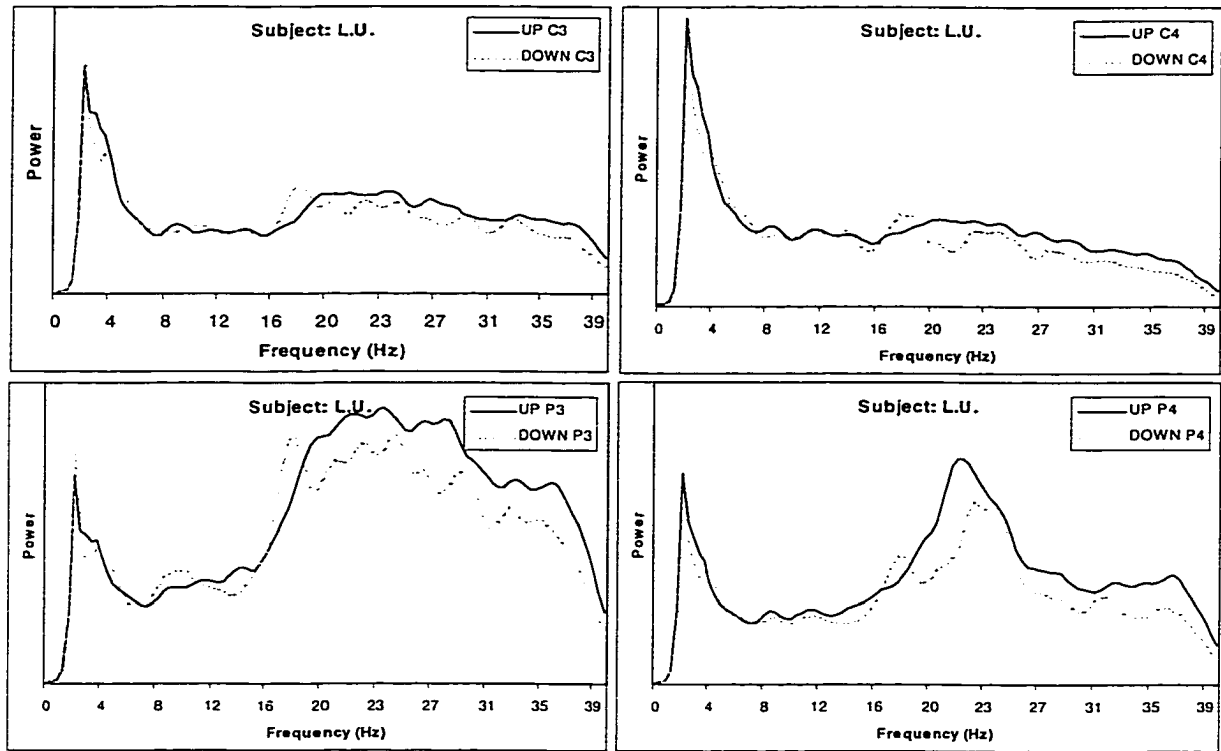 Subject: L.U.
UP C3
DOWN C3
Power
0 4 8 12 16 20 23 27 31 35 39
Frequency (Hz)
Subject: L.U.
UP C4
DOWN C4
Power
0 4 8 12 16 20 23 27 31 35 39
Frequency (Hz)
Subject: L.U.
UP P3
DOWN P3
Power
0 4 8 12 16 20 23 27 31 35 39
Frequency (Hz)
Subject: L.U.
UP P4
DOWN P4
Power
0 4 8 12 16 20 23 27 31 35 39
Frequency (Hz)